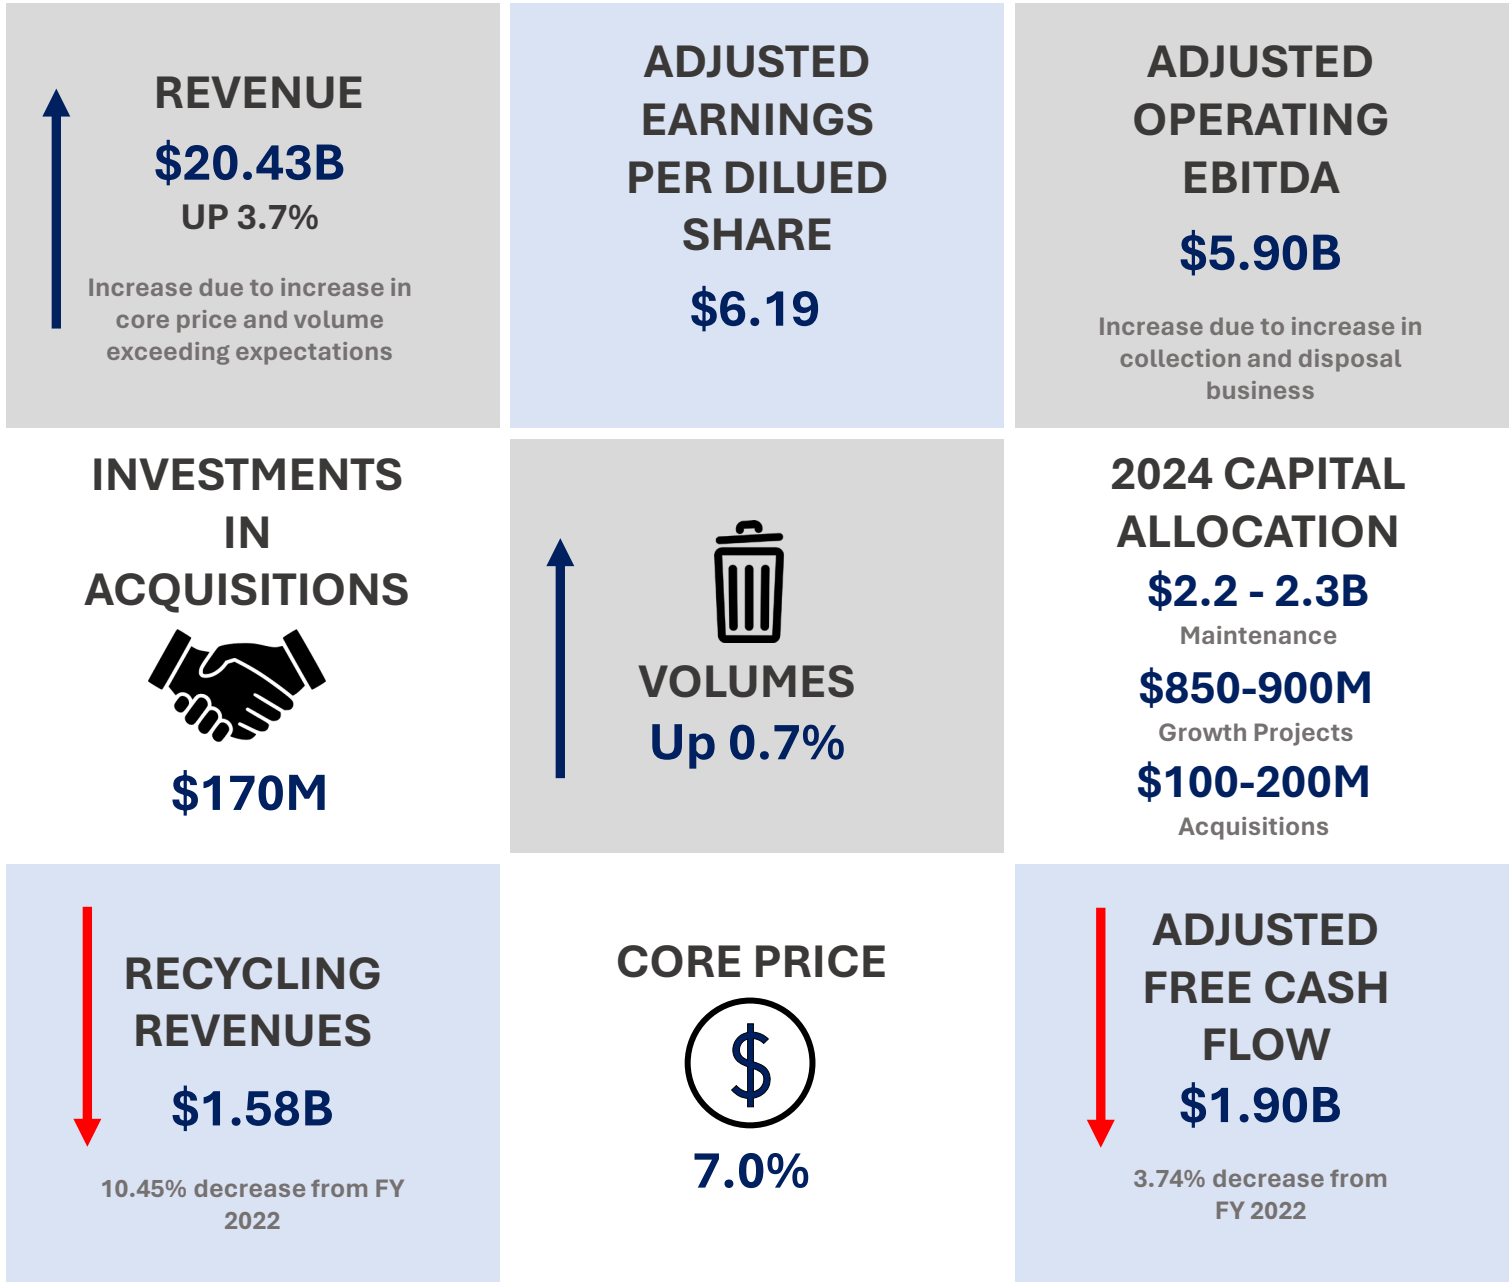 REVENUE
$20.43B
UP 3.7%
Increase due to increase in
core price and volume
exceeding expectations
ADJUSTED
EARNINGS
PER DILUED
SHARE
$6.19
ADJUSTED
OPERATING
EBITDA
$5.90B
Increase due to increase in
collection and disposal
business
INVESTMENTS
IN
ACQUISITIONS
$170M
VOLUMES
Up 0.7%
2024 CAPITAL
ALLOCATION
$2.2 - 2.3B
Maintenance
$850-900M
Growth Projects
$100-200M
Acquisitions
RECYCLING
REVENUES
$1.58B
10.45% decrease from FY
2022
CORE PRICE
$
7.0%
ADJUSTED
FREE CASH
FLOW
$1.90B
3.74% decrease from
FY 2022